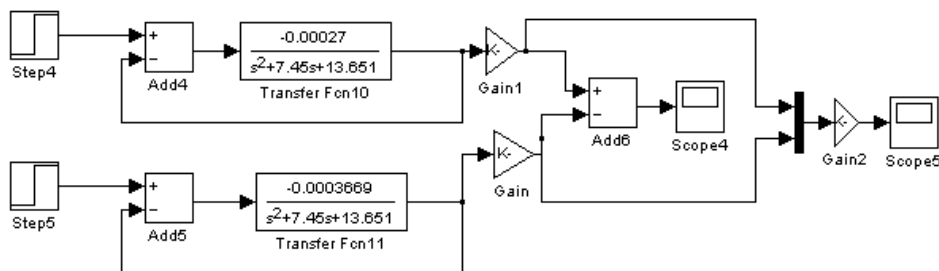 Step4
+
−
Add4
-0.00027
s²+7.45s+13.651
Transfer Fcn10
K-
Gain1
+
−
Add6
Scope4
K-
Gain
K-
Gain2
Scope5
Step5
+
−
Add5
-0.0003669
s²+7.45s+13.651
Transfer Fcn11